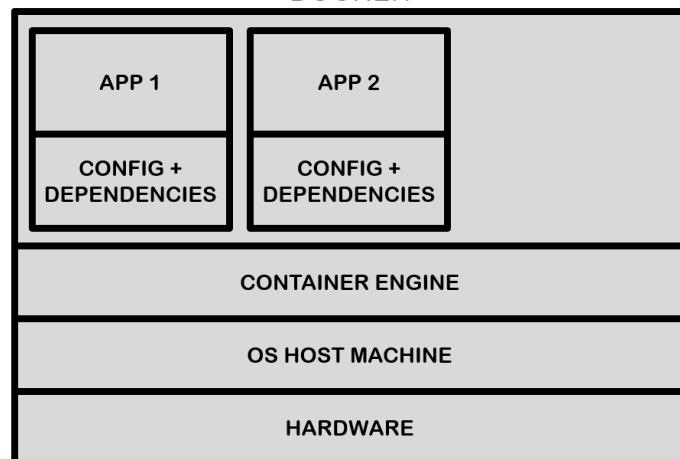 APP 1
APP 2
CONFIG +
DEPENDENCIES
CONFIG +
DEPENDENCIES
CONTAINER ENGINE
OS HOST MACHINE
HARDWARE